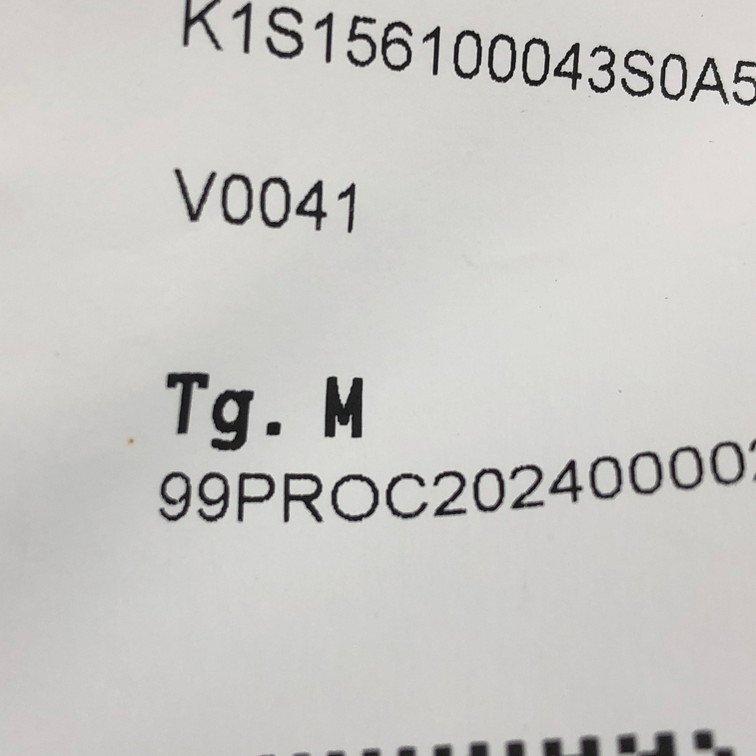 K1S156100043S0A5
V0041
Tg. M
99PROC20240000